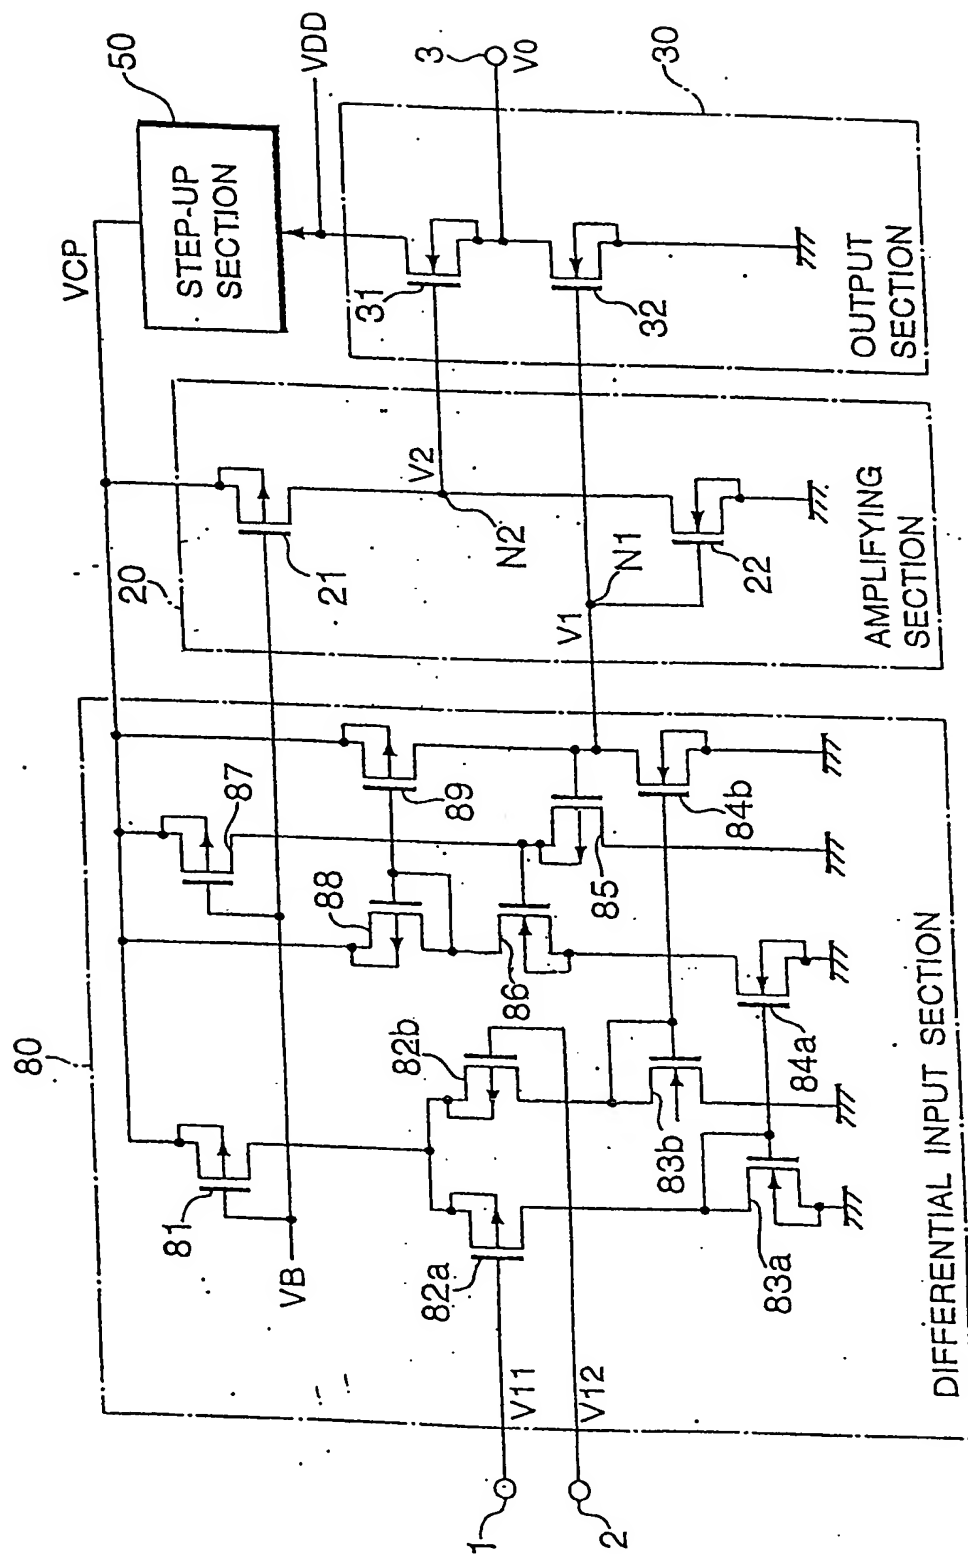 80
81
VB
82a
82b
V11
V12
1
2
83a
83b
84a
84b
85
86
87
88
89
DIFFERENTIAL INPUT SECTION
20
21
V2
N2
V1
N1
22
AMPLIFYING
SECTION
VCP
50
STEP-UP
SECTION
VDD
31
32
3
V0
30
OUTPUT
SECTION